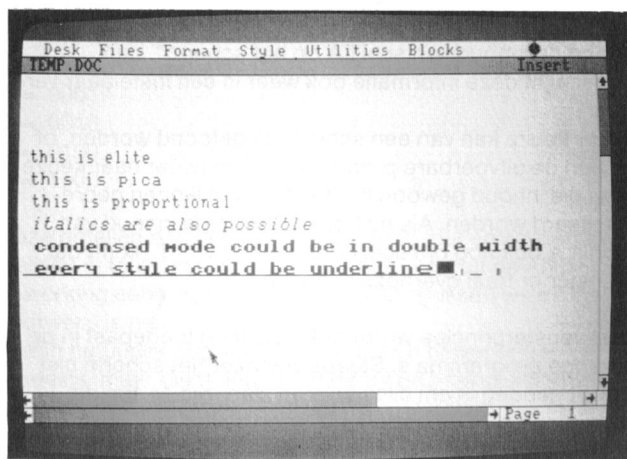 Desk Files Format Style Utilities Blocks
TEMP.DOC Insert
this is elite
this is pica
this is proportional
italics are also possible
condensed mode could be in double width
every style could be underline
Page 1